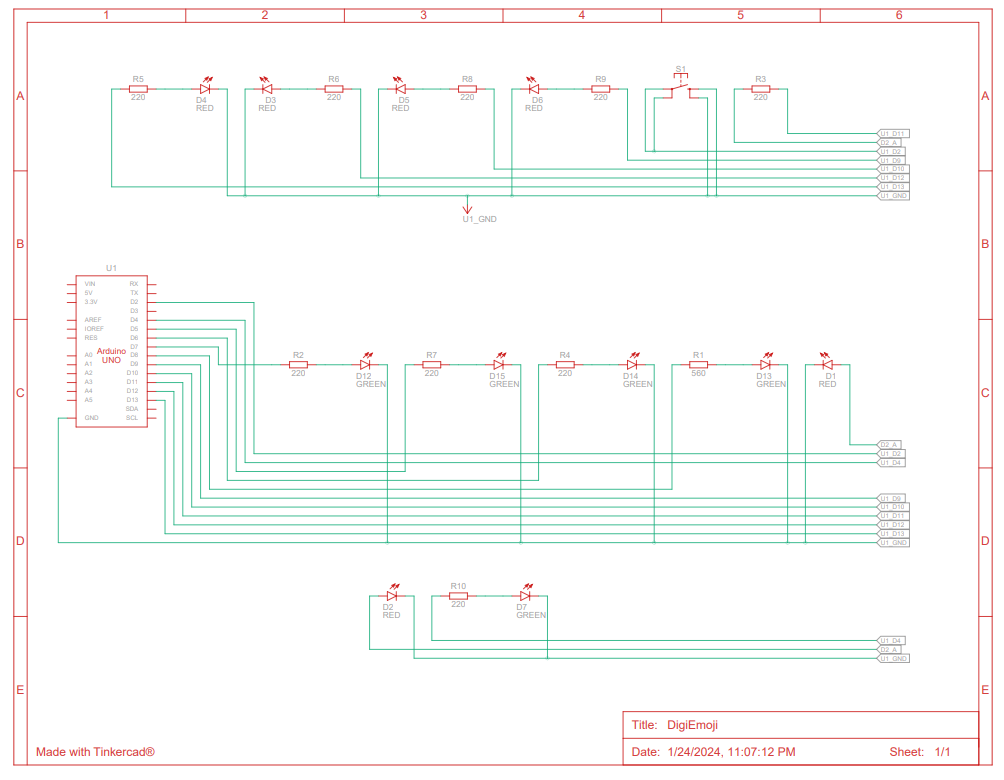 1 2 3 4 5 6
A A
R5 R6 R8 R9 S1 R3
220 D4 D3 220 D5 220 D6 220 220
RED RED RED RED
U1_D11
D2_A
U1_D2
U1_D9
U1_D10
U1_D12
U1_D13
U1_GND
U1_GND
B B
U1
VIN RX
5V TX
3.3V D2
D3
AREF D4
IOREF D5
RES D6
D7
Arduino
UNO
A0 D8
A1 D9
A2 D10
A3 D11
A4 D12
A5 D13
SDA
GND SCL
C C
R2 R7 R4 R1
220 D12 220 D15 220 D14 560 D13 D1
GREEN GREEN GREEN GREEN RED
D2_A
U1_D2
U1_D4
U1_D9
U1_D10
U1_D11
U1_D12
U1_D13
U1_GND
D D
R10
D2 220 D7
RED GREEN
U1_D4
D2_A
U1_GND
E E
Title: DigiEmoji
Made with Tinkercad®
Date: 1/24/2024, 11:07:12 PM Sheet: 1/1